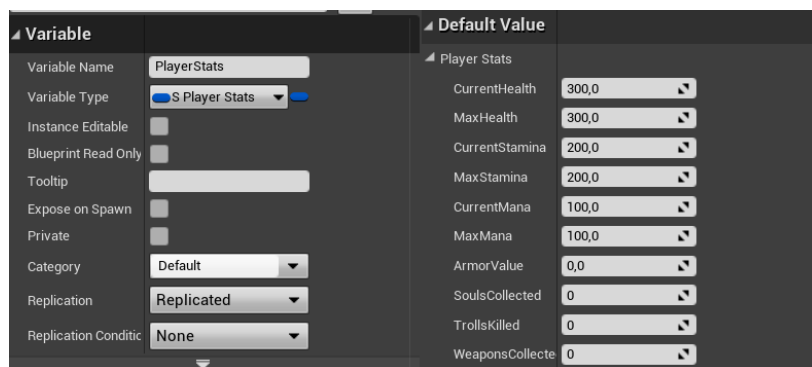 Variable
Variable Name PlayerStats
Variable Type S Player Stats
Instance Editable
Blueprint Read Only
Tooltip
Expose on Spawn
Private
Category Default
Replication Replicated
Replication Conditic None
Default Value
Player Stats
CurrentHealth 300,0
MaxHealth 300,0
CurrentStamina 200,0
MaxStamina 200,0
CurrentMana 100,0
MaxMana 100,0
ArmorValue 0,0
SoulsCollected 0
TrollsKilled 0
WeaponsCollecte 0